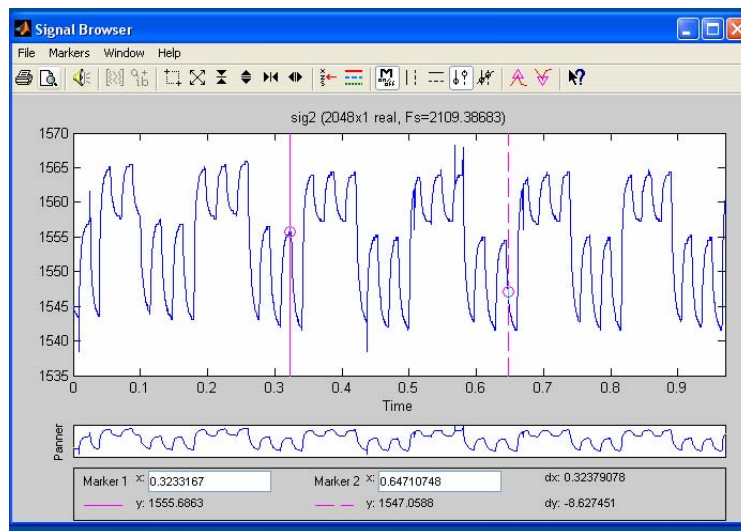 Signal Browser
File Markers Window Help
sig2 (2048x1 real, Fs=2109.38683)
1570
1565
1560
1555
1550
1545
1540
1535
0 0.1 0.2 0.3 0.4 0.5 0.6 0.7 0.8 0.9
Time
Panner
Marker 1 x: 0.3233167 Marker 2 x: 0.64710748 dx: 0.32379078
y: 1555.6863 y: 1547.0588 dy: -8.627451